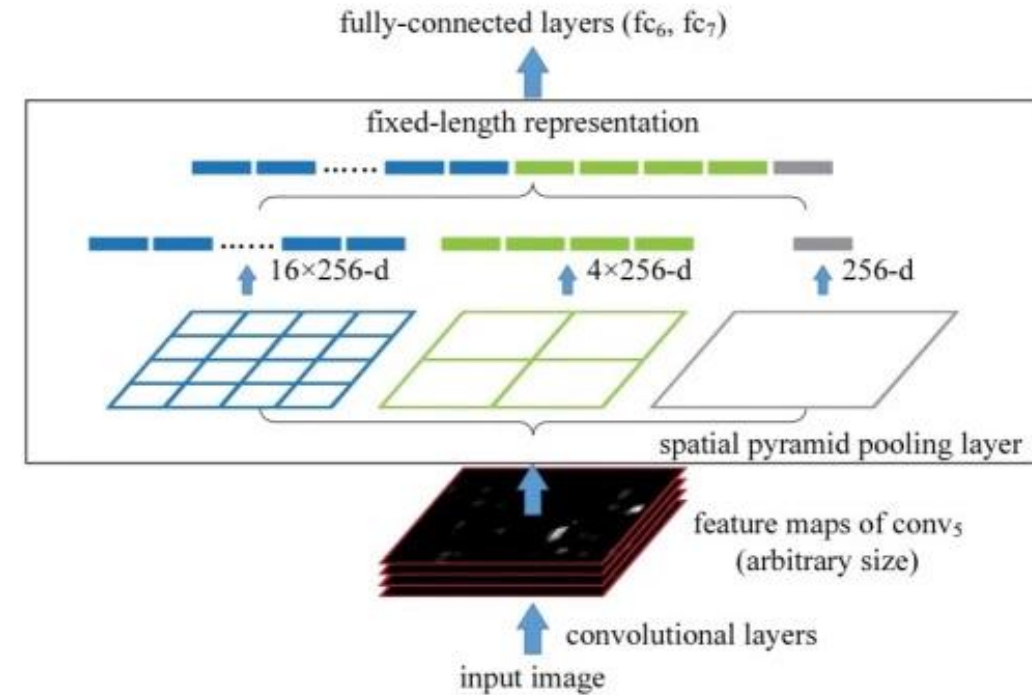 fully-connected layers (fc₆, fc₇)
fixed-length representation
......
......
16×256-d
4×256-d
256-d
spatial pyramid pooling layer
feature maps of conv₅
(arbitrary size)
convolutional layers
input image